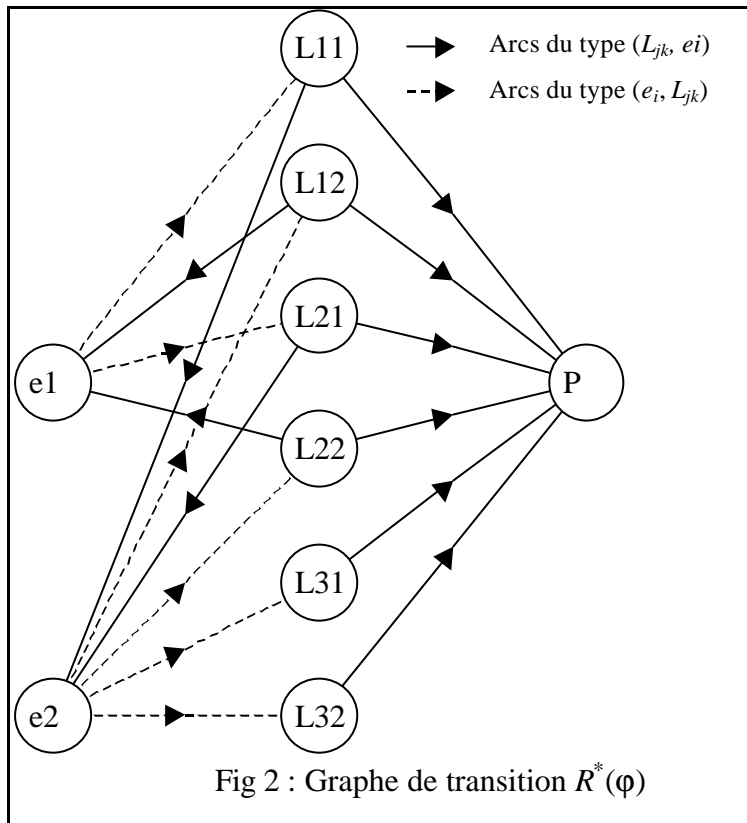 L11
Arcs du type (Ljk, ei)
Arcs du type (ei, Ljk)
L12
L21
e1
P
L22
L31
e2
L32
Fig 2 : Graphe de transition R*(φ)